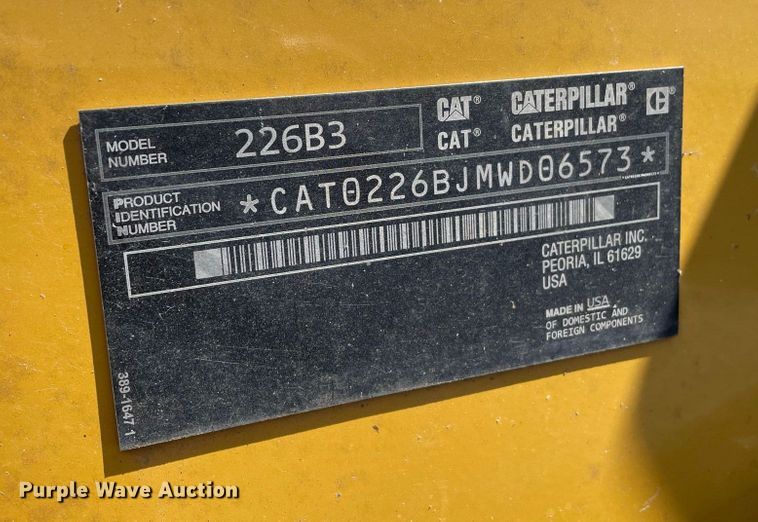 MODEL NUMBER 226B3
CAT® CATERPILLAR® C®
CAT® CATERPILLAR®
PRODUCT IDENTIFICATION NUMBER *CAT0226BJMWD06573*
CATERPILLAR INC.
PEORIA, IL 61629
USA
MADE IN USA
OF DOMESTIC AND
FOREIGN COMPONENTS
389-1647 1
Purple Wave Auction